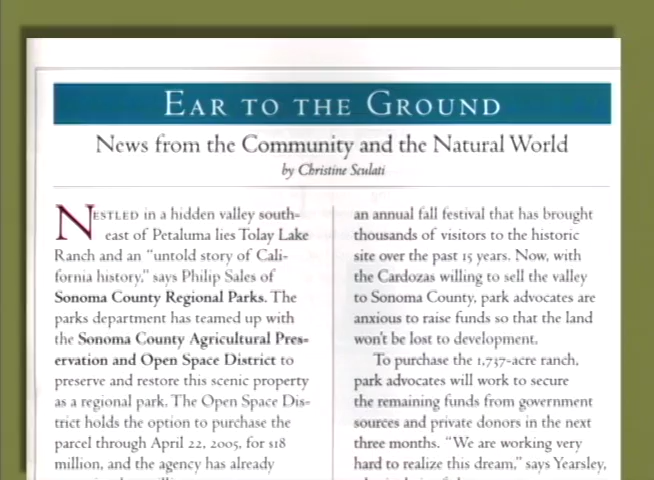 EAR TO THE GROUND
News from the Community and the Natural World
by Christine Sculati
NESTLED in a hidden valley south-
east of Petaluma lies Tolay Lake
Ranch and an "untold story of Cali-
fornia history," says Philip Sales of
Sonoma County Regional Parks. The
parks department has teamed up with
the Sonoma County Agricultural Pres-
ervation and Open Space District to
preserve and restore this scenic property
as a regional park. The Open Space Dis-
trict holds the option to purchase the
parcel through April 22, 2005, for $18
million, and the agency has already
an annual fall festival that has brought
thousands of visitors to the historic
site over the past 15 years. Now, with
the Cardozas willing to sell the valley
to Sonoma County, park advocates are
anxious to raise funds so that the land
won't be lost to development.
To purchase the 1,737-acre ranch,
park advocates will work to secure
the remaining funds from government
sources and private donors in the next
three months. "We are working very
hard to realize this dream," says Yearsley,